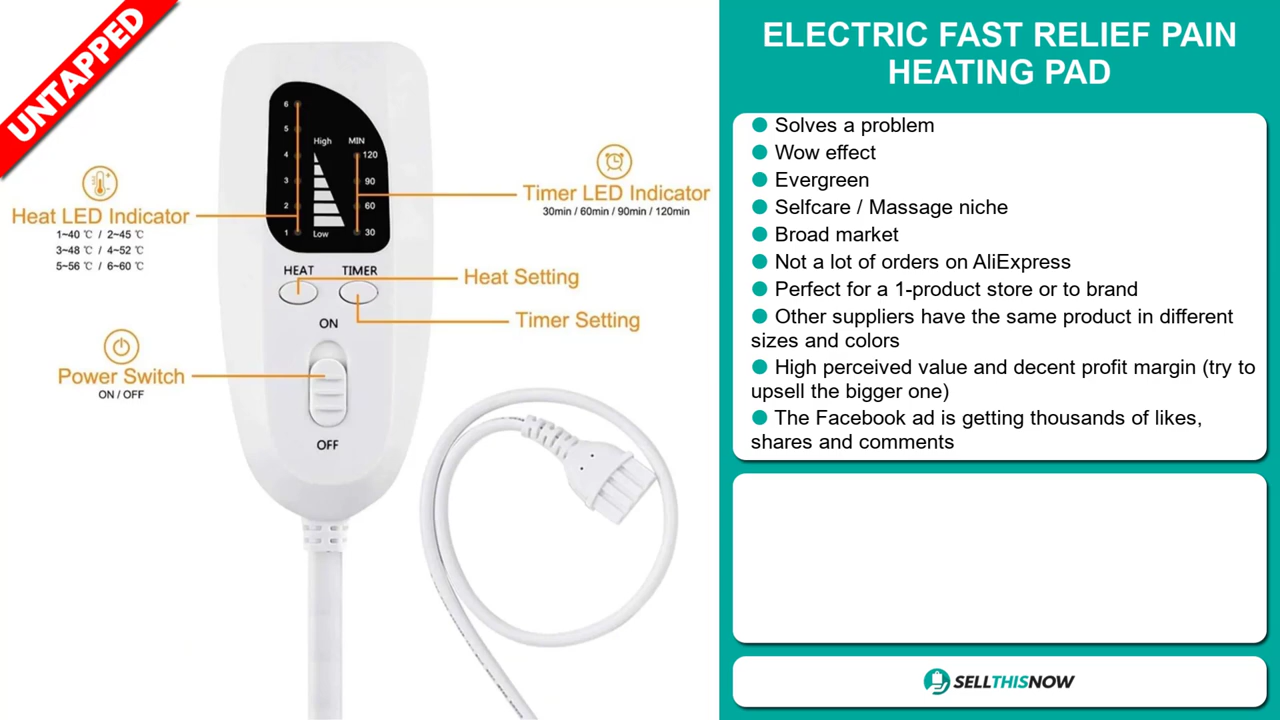 UNTAPPED
ELECTRIC FAST RELIEF PAIN
HEATING PAD
Solves a problem
Wow effect
Evergreen
Selfcare / Massage niche
Broad market
Not a lot of orders on AliExpress
Perfect for a 1-product store or to brand
Other suppliers have the same product in different
sizes and colors
High perceived value and decent profit margin (try to
upsell the bigger one)
The Facebook ad is getting thousands of likes,
shares and comments
SELLTHISNOW
Heat LED Indicator
1~40 ℃ / 2~45 ℃
3~48 ℃ / 4~52 ℃
5~56 ℃ / 6~60 ℃
Power Switch
ON / OFF
6
5
4
3
2
1
High
Low
MIN
120
90
60
30
HEAT
TIMER
ON
OFF
Timer LED Indicator
30min / 60min / 90min / 120min
Heat Setting
Timer Setting